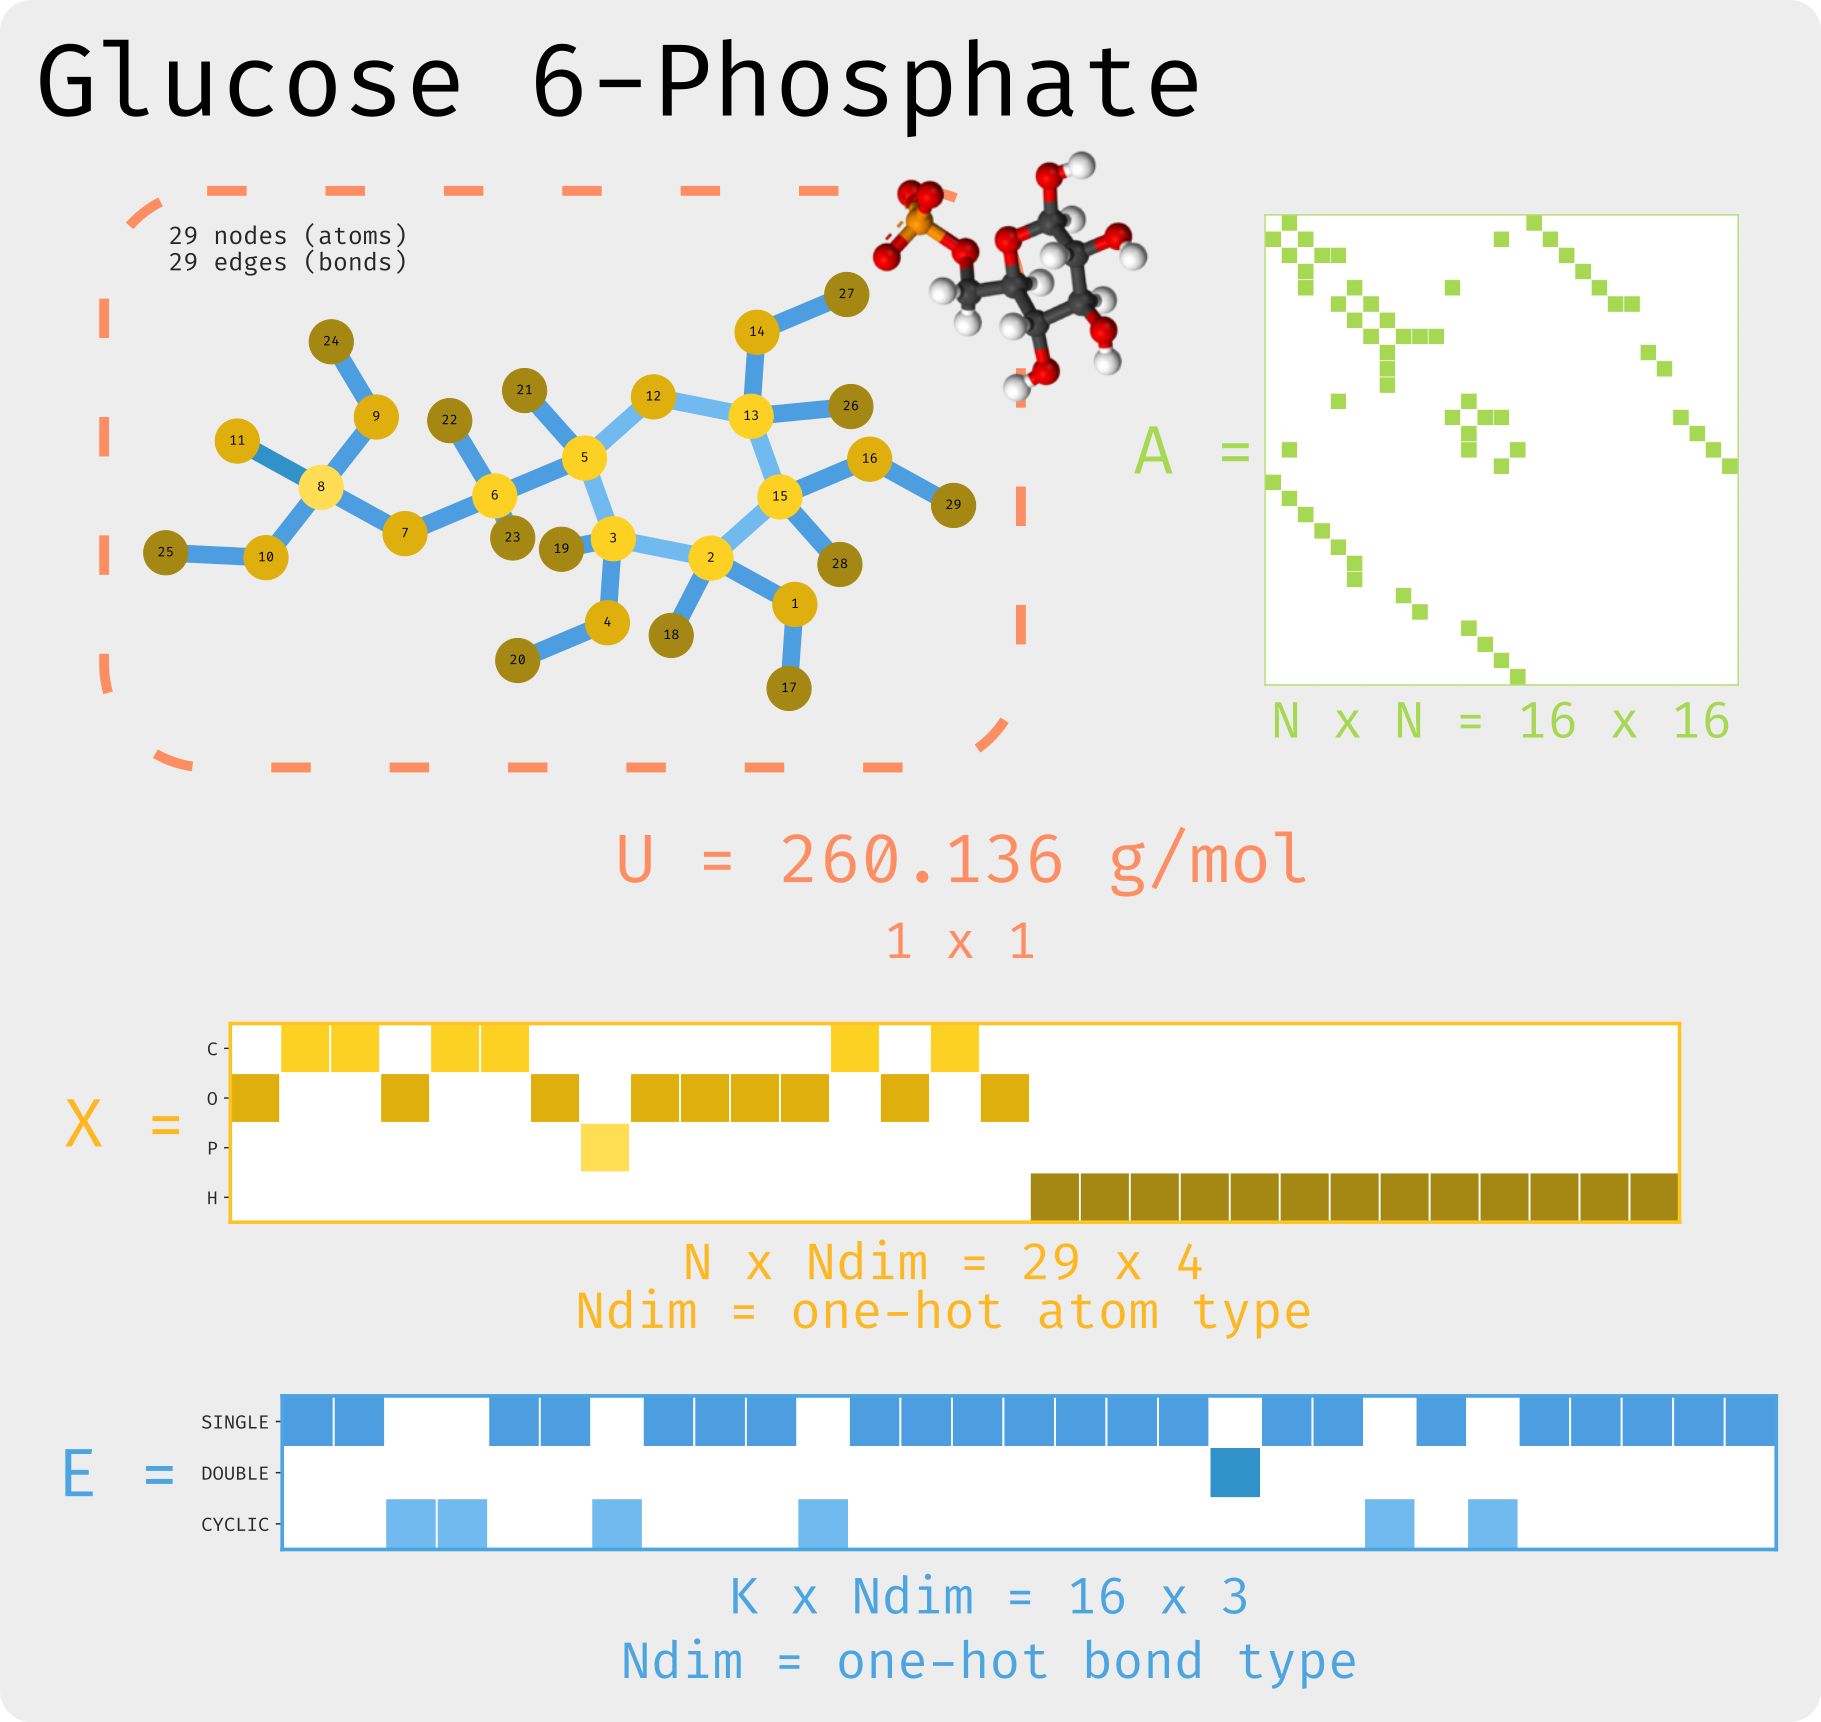 Glucose 6-Phosphate
29 nodes (atoms)
29 edges (bonds)
27
14
24
21
12
22
9
13
26
11
5
16
8
6
15
29
7
23
3
19
25
10
2
28
1
4
18
20
17
A =
N x N = 16 x 16
U = 260.136 g/mol
1 x 1
X =
C
O
P
H
N x Ndim = 29 x 4
Ndim = one-hot atom type
E =
SINGLE
DOUBLE
CYCLIC
K x Ndim = 16 x 3
Ndim = one-hot bond type